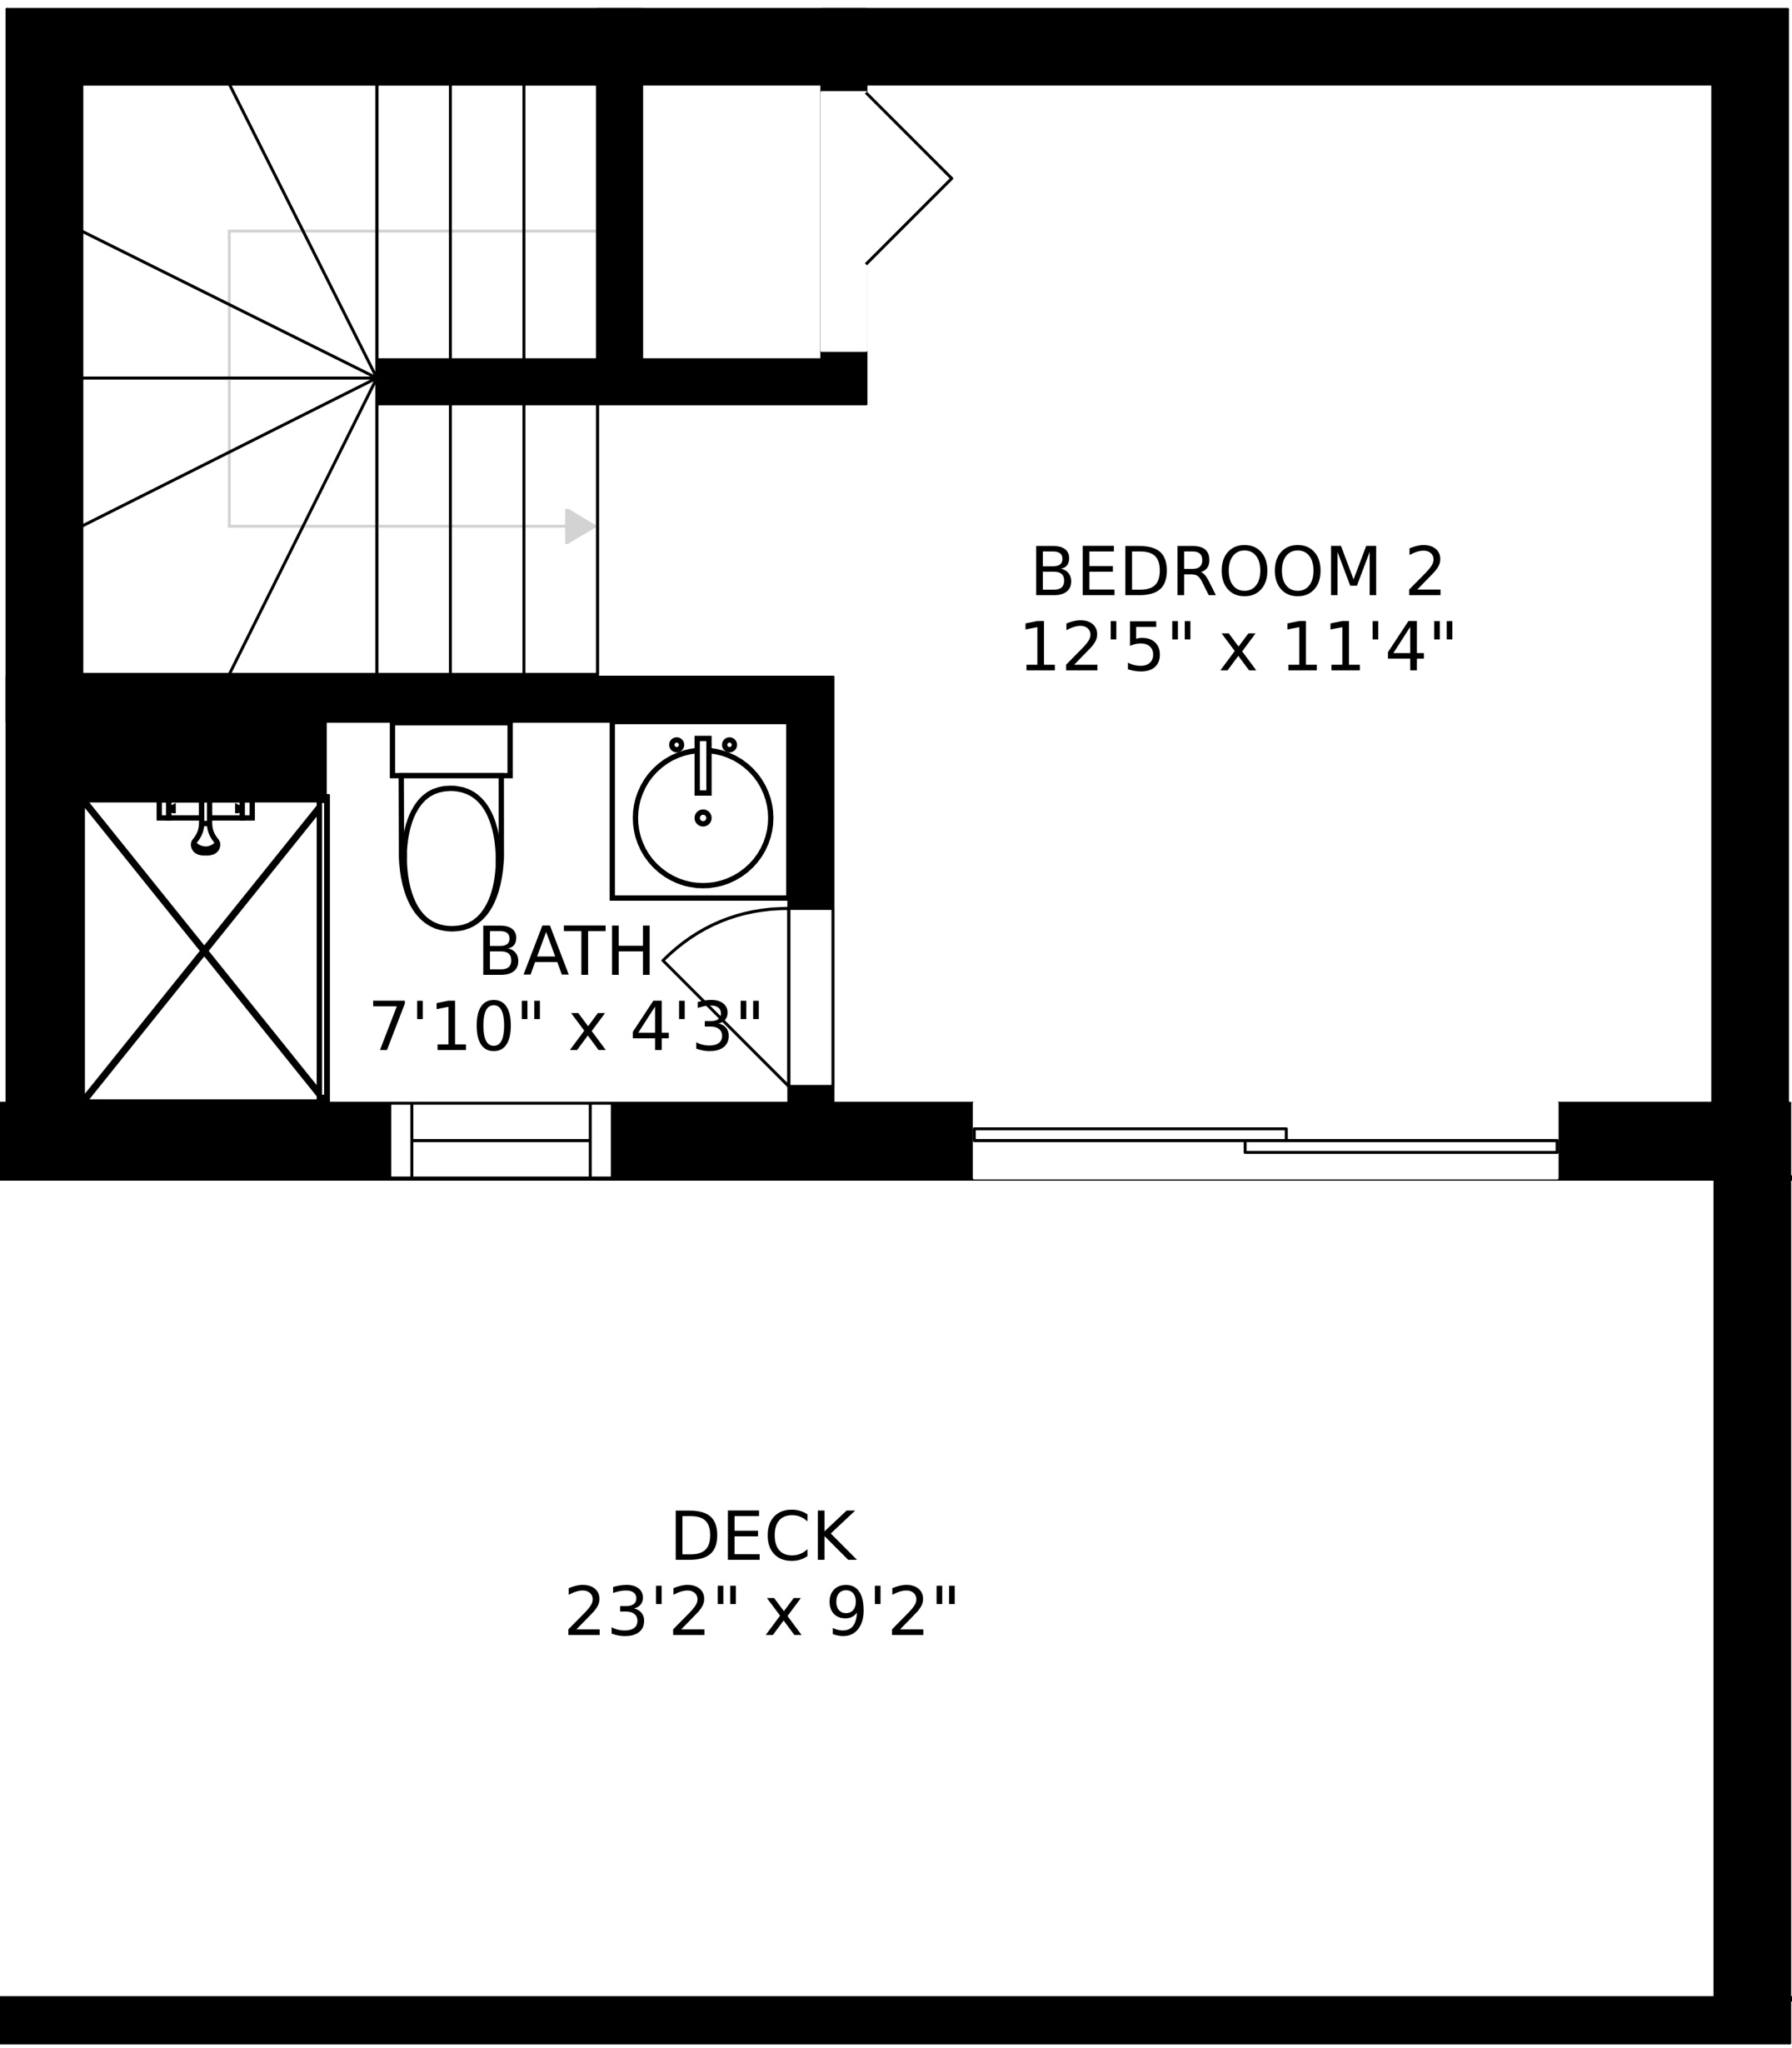 BEDROOM 2
12'5" x 11'4"
BATH
7'10" x 4'3"
DECK
23'2" x 9'2"